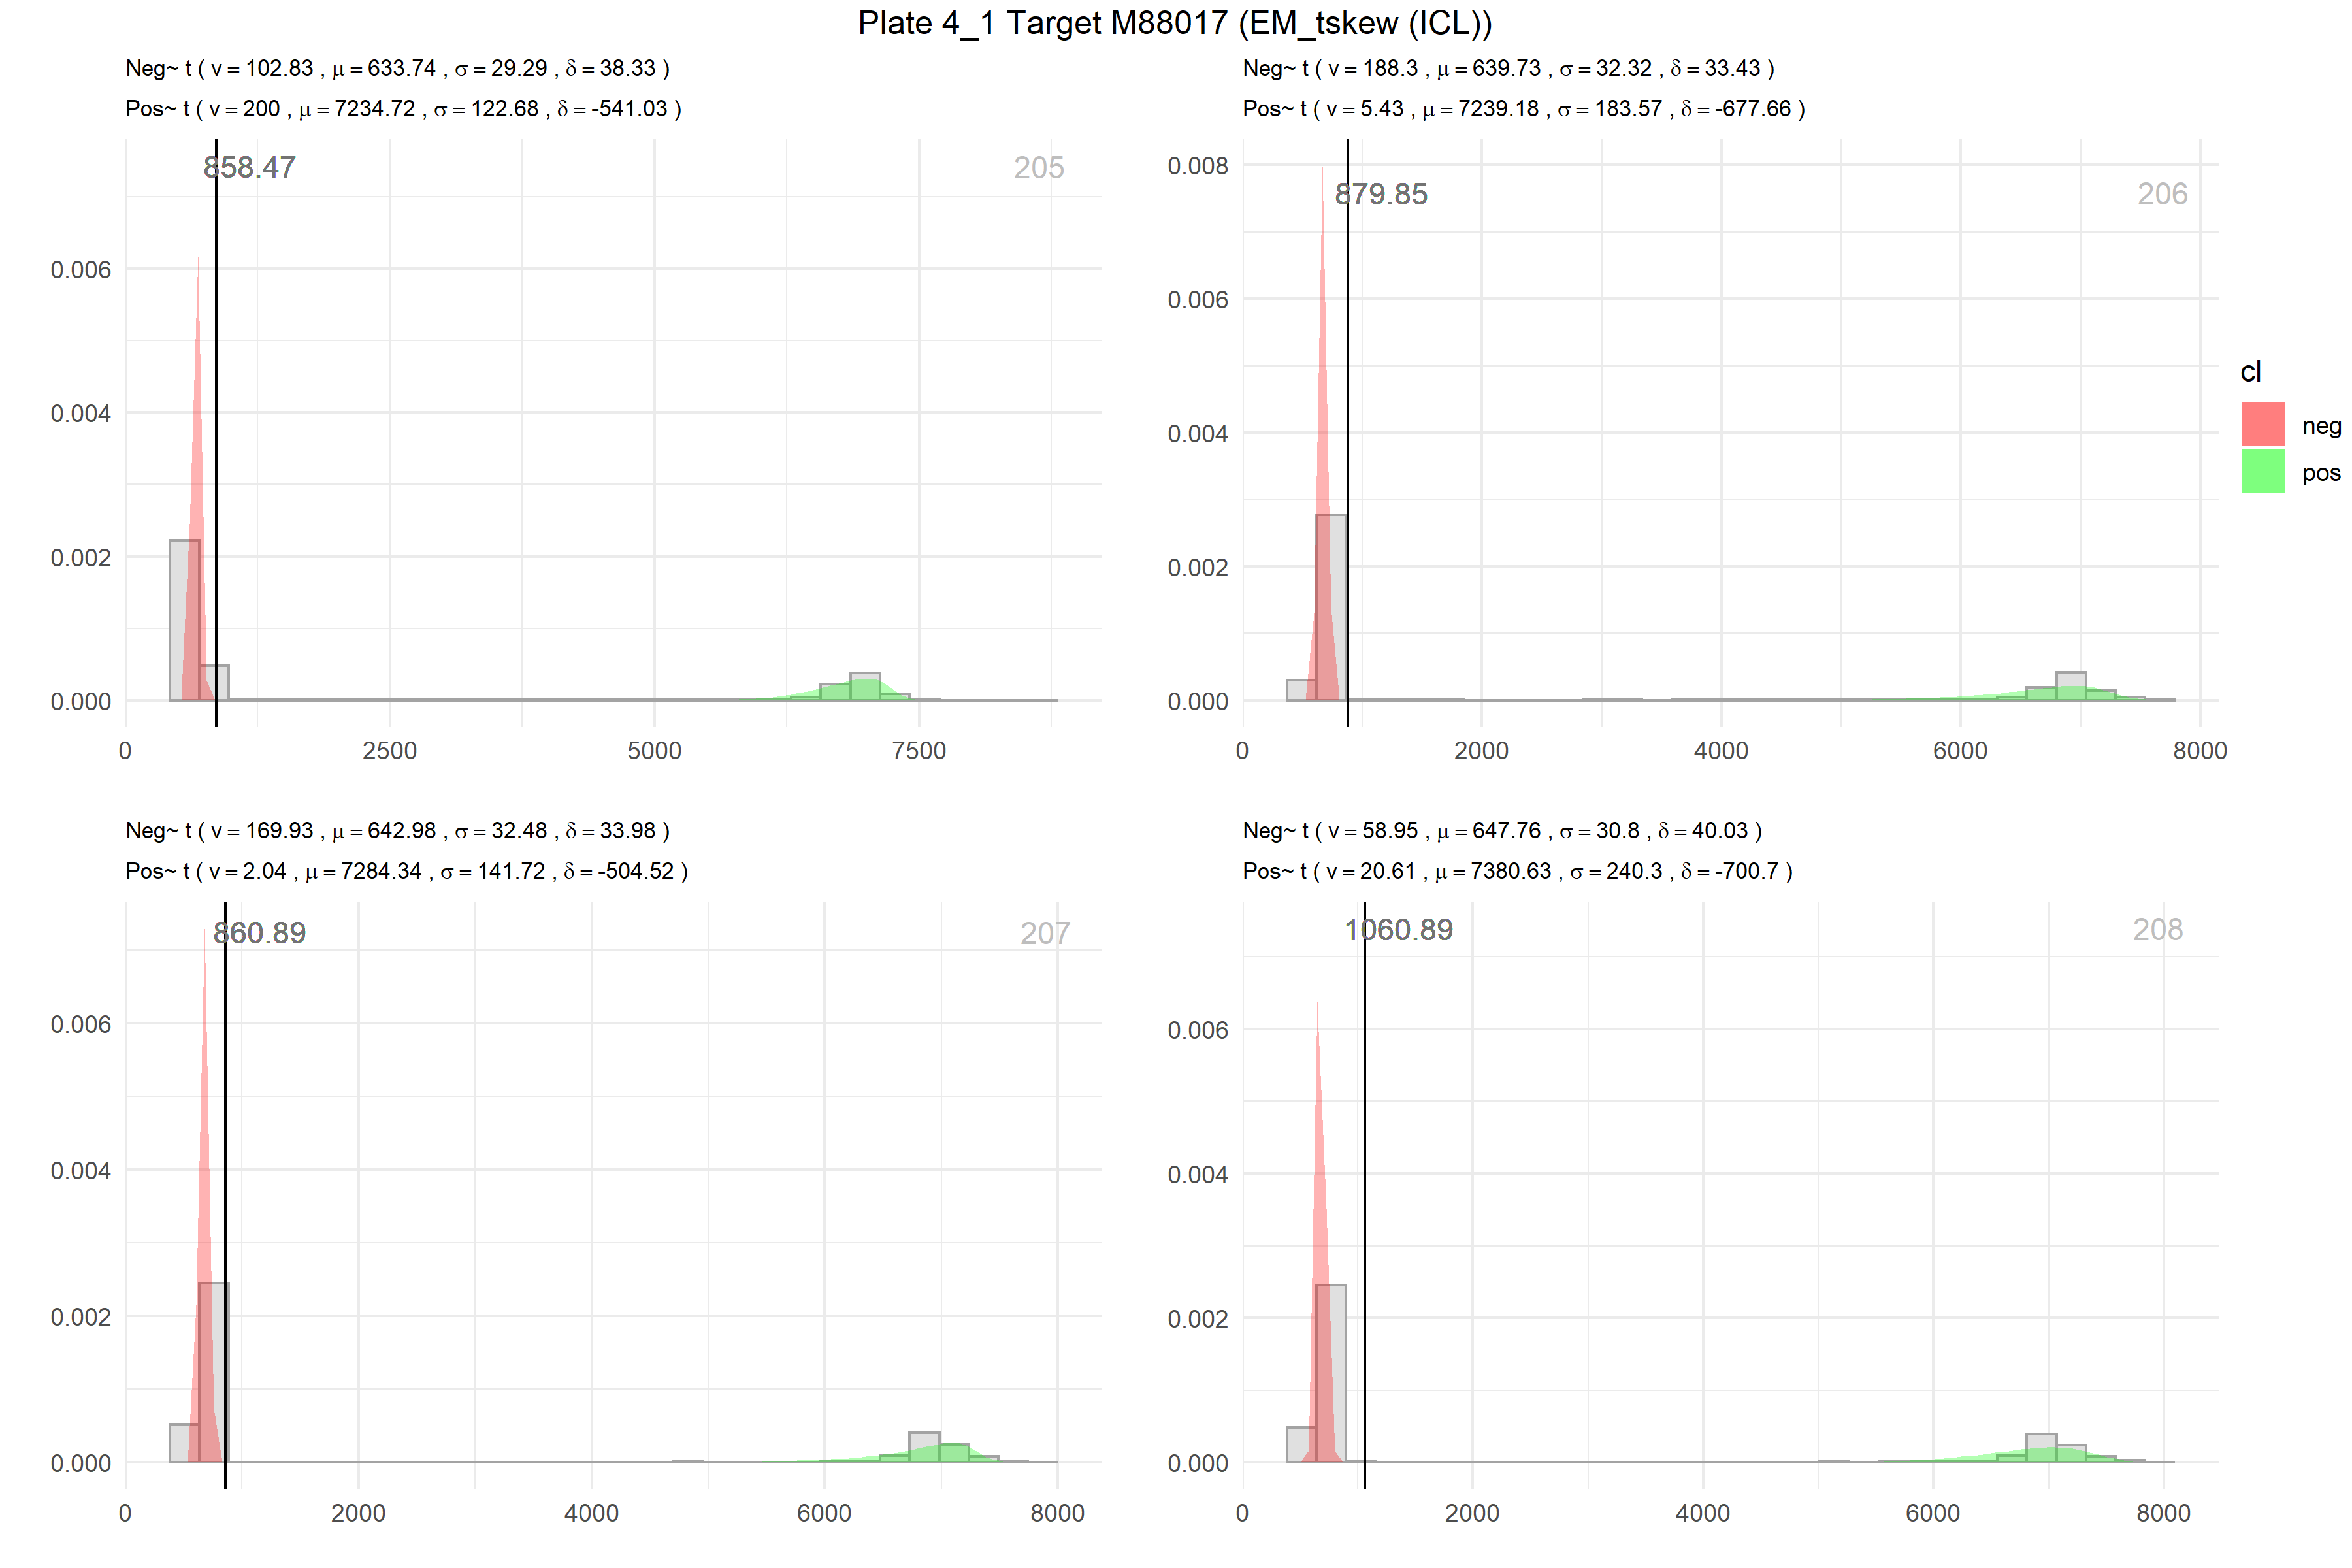 Plate 4_1 Target M88017 (EM_tskew (ICL))
Neg~ t ( ν = 102.83 , μ = 633.74 , σ = 29.29 , δ = 38.33 )
Pos~ t ( ν = 200 , μ = 7234.72 , σ = 122.68 , δ = -541.03 )
858.47
205
0.006
0.004
0.002
0.000
0 2500 5000 7500
Neg~ t ( ν = 188.3 , μ = 639.73 , σ = 32.32 , δ = 33.43 )
Pos~ t ( ν = 5.43 , μ = 7239.18 , σ = 183.57 , δ = -677.66 )
0.008
879.85
206
0.006
0.004
0.002
0.000
0 2000 4000 6000 8000
cl
neg
pos
Neg~ t ( ν = 169.93 , μ = 642.98 , σ = 32.48 , δ = 33.98 )
Pos~ t ( ν = 2.04 , μ = 7284.34 , σ = 141.72 , δ = -504.52 )
860.89
207
0.006
0.004
0.002
0.000
0 2000 4000 6000 8000
Neg~ t ( ν = 58.95 , μ = 647.76 , σ = 30.8 , δ = 40.03 )
Pos~ t ( ν = 20.61 , μ = 7380.63 , σ = 240.3 , δ = -700.7 )
1060.89
208
0.006
0.004
0.002
0.000
0 2000 4000 6000 8000